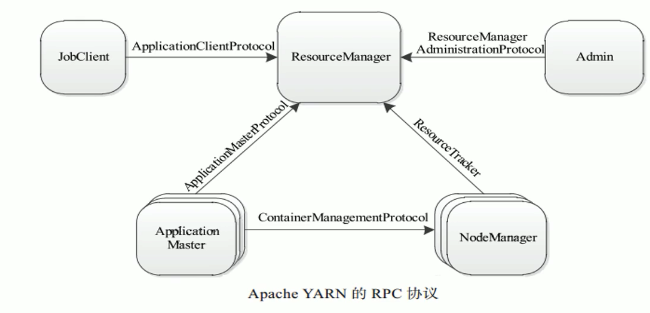 JobClient
ApplicationClientProtocol
ResourceManager
ResourceManager
AdministrationProtocol
Admin
ApplicationMasterProtocol
ResourceTracker
Application
Master
ContainerManagementProtocol
NodeManager
Apache YARN 的 RPC 协议